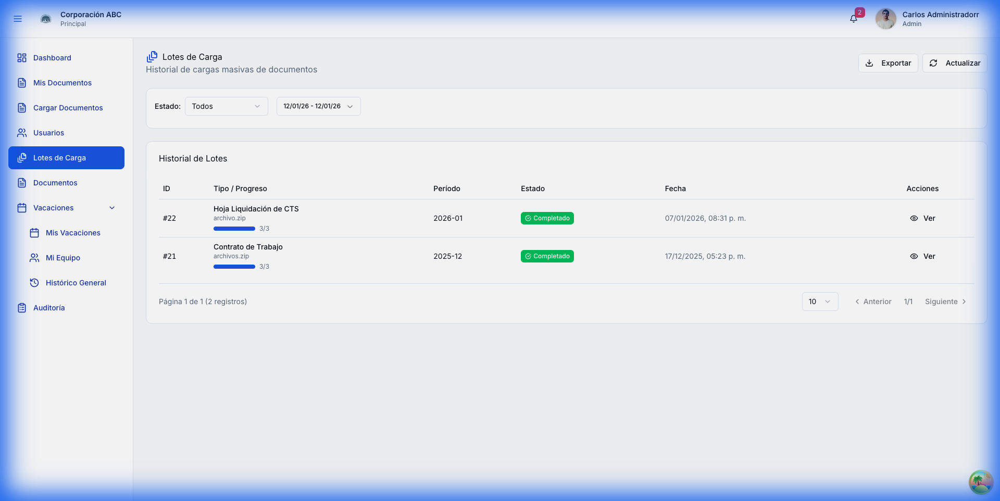 Corporación ABC
Principal
2
Carlos Administradorr
Admin
Dashboard
Mis Documentos
Cargar Documentos
Usuarios
Lotes de Carga
Documentos
Vacaciones
Mis Vacaciones
Mi Equipo
Histórico General
Auditoría
Lotes de Carga
Historial de cargas masivas de documentos
Exportar
Actualizar
Estado: Todos 12/01/26 - 12/01/26
Historial de Lotes
ID Tipo / Progreso Período Estado Fecha Acciones
Hoja Liquidación de CTS
archivo.zip
#22 2026-01 Completado 07/01/2026, 08:31 p. m. Ver
3/3
Contrato de Trabajo
archivos.zip
#21 2025-12 Completado 17/12/2025, 05:23 p. m. Ver
3/3
Página 1 de 1 (2 registros) 10 Anterior 1/1 Siguiente